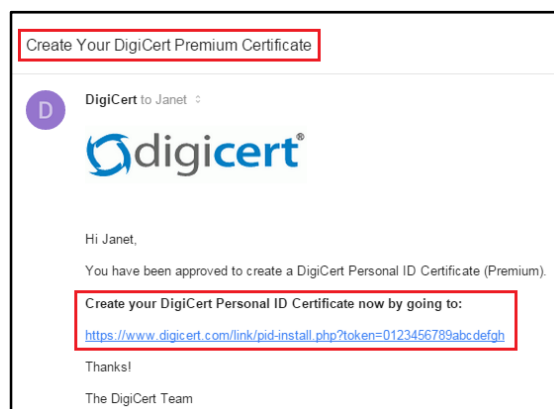 Create Your DigiCert Premium Certificate
D
DigiCert to Janet
digicert®
Hi Janet,
You have been approved to create a DigiCert Personal ID Certificate (Premium).
Create your DigiCert Personal ID Certificate now by going to:
https://www.digicert.com/link/pid-install.php?token=0123456789abcdefgh
Thanks!
The DigiCert Team